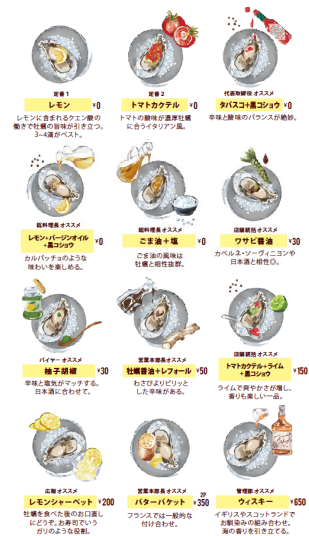 定番 1
レモン ¥0
レモンに含まれるクエン酸の
働きで牡蠣の旨味が引き立つ。
3~4滴がベスト。
定番 2
トマトカクテル ¥0
トマトの酸味が濃厚牡蠣
に合うイタリアン風。
代表取締役 オススメ
タバスコ+黒コショウ ¥0
辛味と酸味のバランスが絶妙。
総料理長 オススメ
レモン・バージンオイル
+黒コショウ ¥0
カルパッチョのような
味わいを楽しめる。
総料理長 オススメ
ごま油+塩 ¥0
ごま油の風味は
牡蠣と相性抜群。
店舗統括 オススメ
ワサビ醤油 ¥30
カベルネ・ソーヴィニヨンや
日本酒と相性◎。
バイヤー オススメ
柚子胡椒 ¥30
辛味と塩気がマッチする。
日本酒に合わせて。
営業本部長オススメ
牡蠣醤油+レフォール ¥50
わさびよりピリッと
した辛味がある。
店舗統括 オススメ
トマトカクテル+ライム
+黒コショウ ¥150
ライムで爽やかさが増し、
香りも楽しい一品。
広報 オススメ
レモンシャーベット ¥200
牡蠣を食べた後のお口直し
にどうぞ。お寿司でいう
ガリのような役割。
営業本部長 オススメ
バターバケット 2P ¥350
フランスでは一般的な
付け合わせ。
管理部 オススメ
ウィスキー ¥650
イギリスやスコットランドで
お馴染みの組み合わせ。
海の香りを引き立てる。